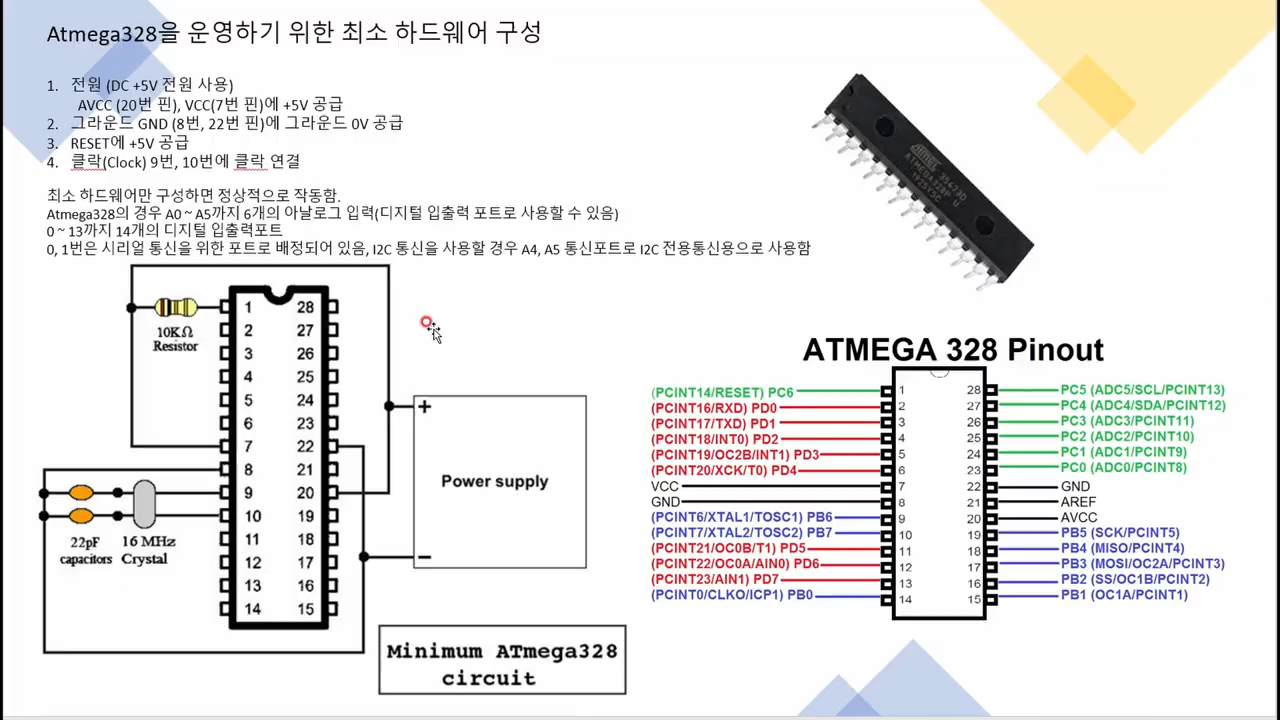 Atmega328을 운영하기 위한 최소 하드웨어 구성
1. 전원 (DC +5V 전원 사용)
AVCC (20번 핀), VCC(7번 핀)에 +5V 공급
2. 그라운드 GND (8번, 22번 핀)에 그라운드 0V 공급
3. RESET에 +5V 공급
4. 클락(Clock) 9번, 10번에 클락 연결
최소 하드웨어만 구성하면 정상적으로 작동함.
Atmega328의 경우 A0 ~ A5까지 6개의 아날로그 입력(디지털 입출력 포트로 사용할 수 있음)
0 ~ 13까지 14개의 디지털 입출력포트
0, 1번은 시리얼 통신을 위한 포트로 배정되어 있음, I2C 통신을 사용할 경우 A4, A5 통신포트로 I2C 전용통신용으로 사용함
10KΩ
Resistor
1 28
2 27
3 26
4 25
5 24
6 23
7 22
8 21
9 20
10 19
11 18
12 17
13 16
14 15
22pF
capacitors
16 MHz
Crystal
+
Power supply
−
Minimum ATmega328
circuit
ATMEL
ATMEGA328P U
ATMEGA 328 Pinout
(PCINT14/RESET) PC6 1 28 PC5 (ADC5/SCL/PCINT13)
(PCINT16/RXD) PD0 2 27 PC4 (ADC4/SDA/PCINT12)
(PCINT17/TXD) PD1 3 26 PC3 (ADC3/PCINT11)
(PCINT18/INT0) PD2 4 25 PC2 (ADC2/PCINT10)
(PCINT19/OC2B/INT1) PD3 5 24 PC1 (ADC1/PCINT9)
(PCINT20/XCK/T0) PD4 6 23 PC0 (ADC0/PCINT8)
VCC 7 22 GND
GND 8 21 AREF
(PCINT6/XTAL1/TOSC1) PB6 9 20 AVCC
(PCINT7/XTAL2/TOSC2) PB7 10 19 PB5 (SCK/PCINT5)
(PCINT21/OC0B/T1) PD5 11 18 PB4 (MISO/PCINT4)
(PCINT22/OC0A/AIN0) PD6 12 17 PB3 (MOSI/OC2A/PCINT3)
(PCINT23/AIN1) PD7 13 16 PB2 (SS/OC1B/PCINT2)
(PCINT0/CLKO/ICP1) PB0 14 15 PB1 (OC1A/PCINT1)